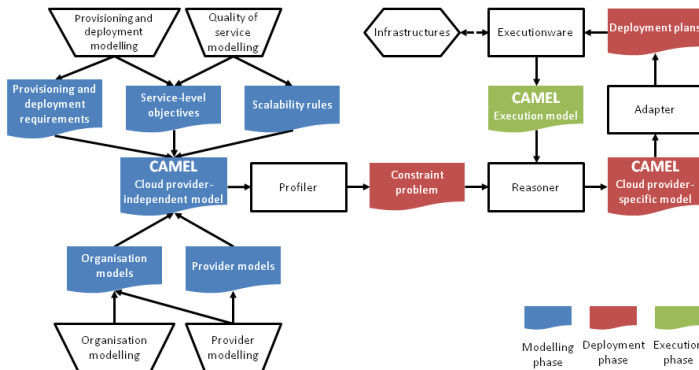 Provisioning and
deployment
modelling
Quality of
service
modelling
Infrastructures
Executionware
Deployment plans
Provisioning and
deployment
requirements
Service-level
objectives
Scalability rules
CAMEL
Execution model
Adapter
CAMEL
Cloud provider-
independent model
Profiler
Constraint
problem
Reasoner
CAMEL
Cloud provider-
specific model
Organisation
models
Provider models
Organisation
modelling
Provider
modelling
Modelling
phase
Deployment
phase
Execution
phase